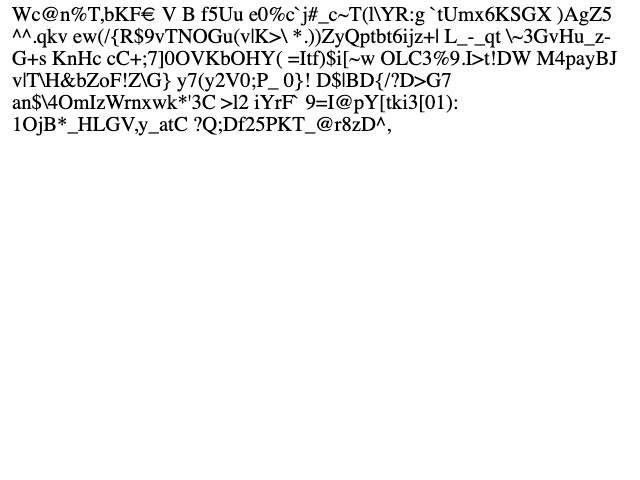 Wc@n%T,bKF€ V B f5Uu e0%c`j#_c~T(l\YR:g `tUmx6KSGX )AgZ5
^^.qkv ew(/{R$9vTNOGu(v|K>\ *.))ZyQptbt6ijz+| L_-_qt \~3GvHu_z-
G+s KnHc cC+;7]0OVKbOHY( =Itf)$i[~w OLC3%9.I>t!DW M4payBJ
v|T\H&bZoF!Z\G} y7(y2V0;P_ 0}! D$|BD{/?D>G7
an$\4OmIzWrnxwk*'3C >l2 iYrF` 9=I@pY[tki3[01):
1OjB*_HLGV,y_atC ?Q;Df25PKT_@r8zD^,